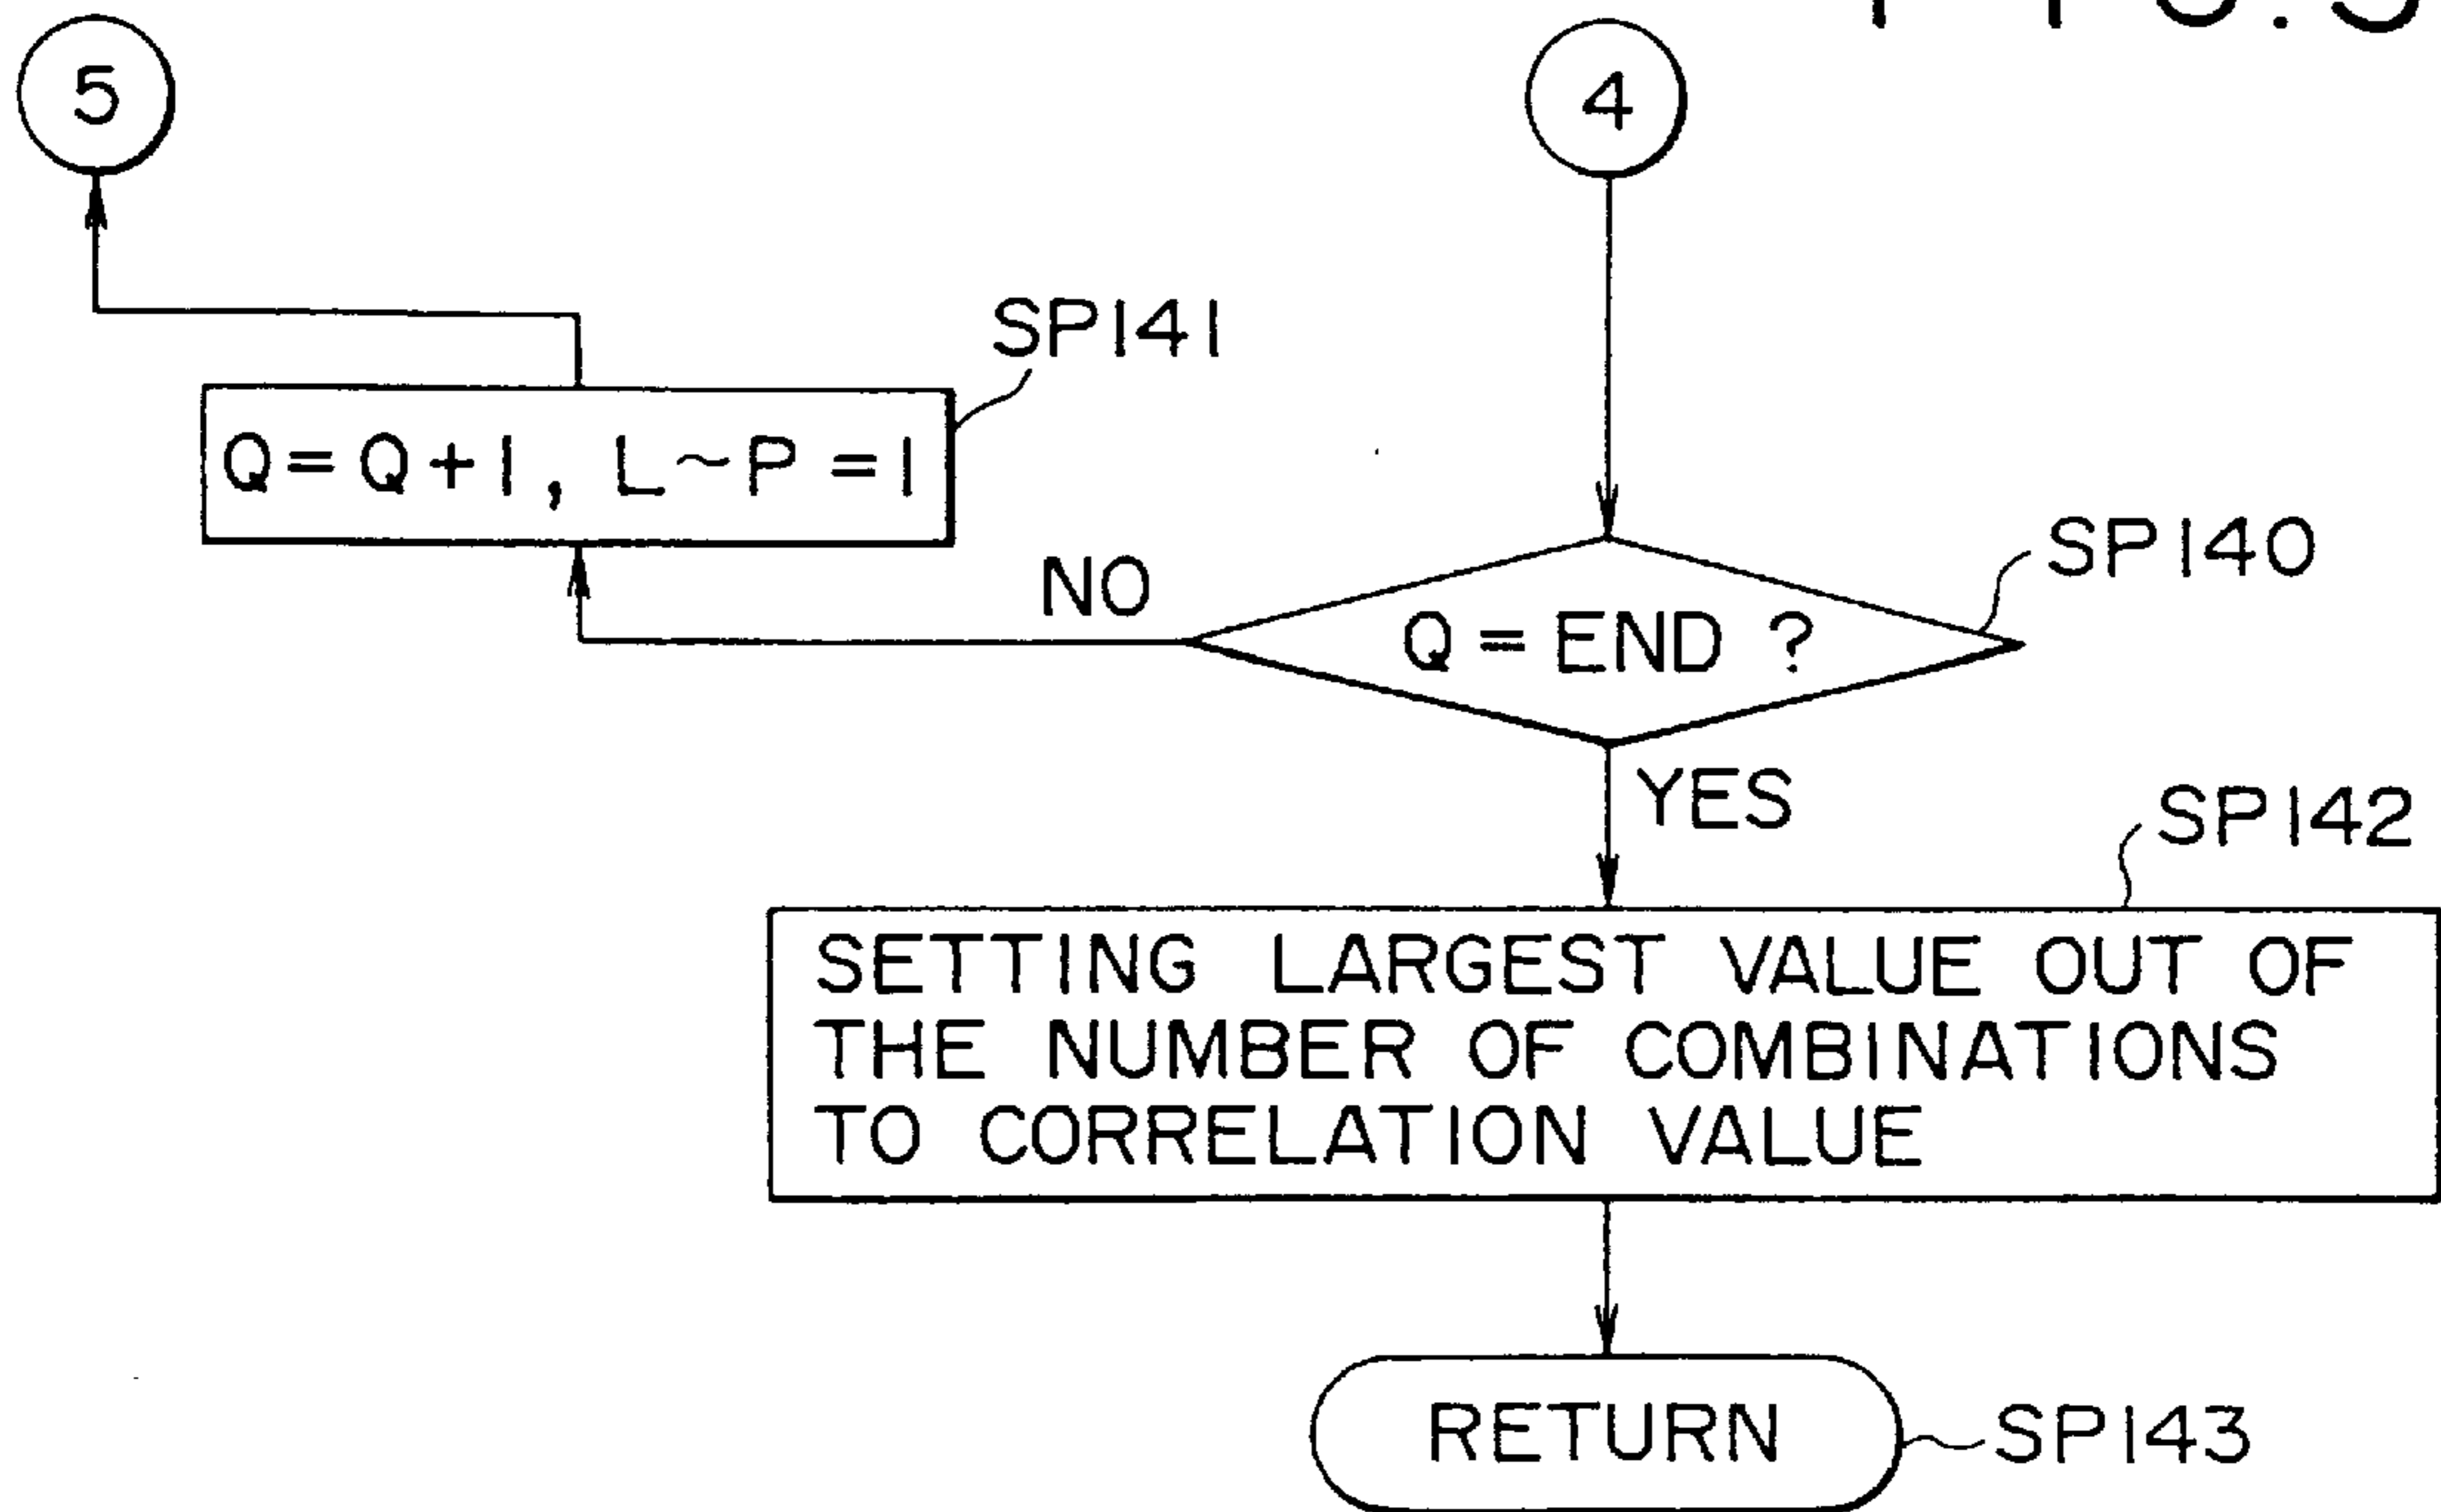 5
4
SP141
Q=Q+1, L~P=1
SP140
NO
Q=END ?
YES
SP142
SETTING LARGEST VALUE OUT OF
THE NUMBER OF COMBINATIONS
TO CORRELATION VALUE
RETURN
SP143